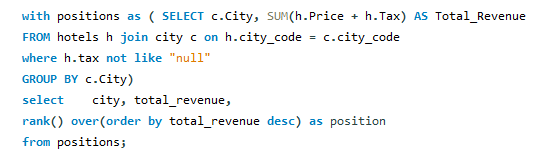 with positions as ( SELECT c.City, SUM(h.Price + h.Tax) AS Total_Revenue
FROM hotels h join city c on h.city_code = c.city_code
where h.tax not like "null"
GROUP BY c.City)
select    city, total_revenue,
rank() over(order by total_revenue desc) as position
from positions;